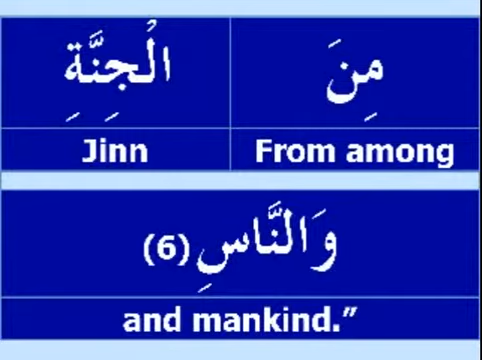 مِنَ الْجِنَّةِ
From among Jinn
وَالنَّاسِ (6)
and mankind.”